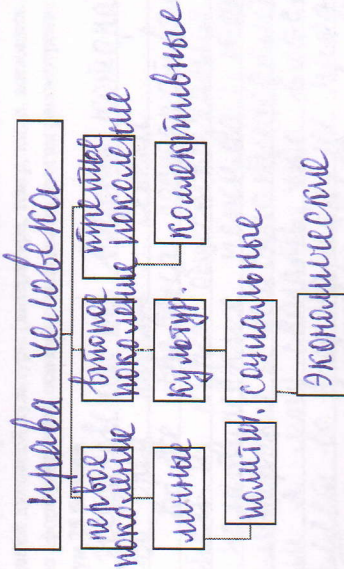 права человека
первое
поколение
второе
поколение
третье
поколение
личные
культур.
коллективные
политич.
социальные
экономические